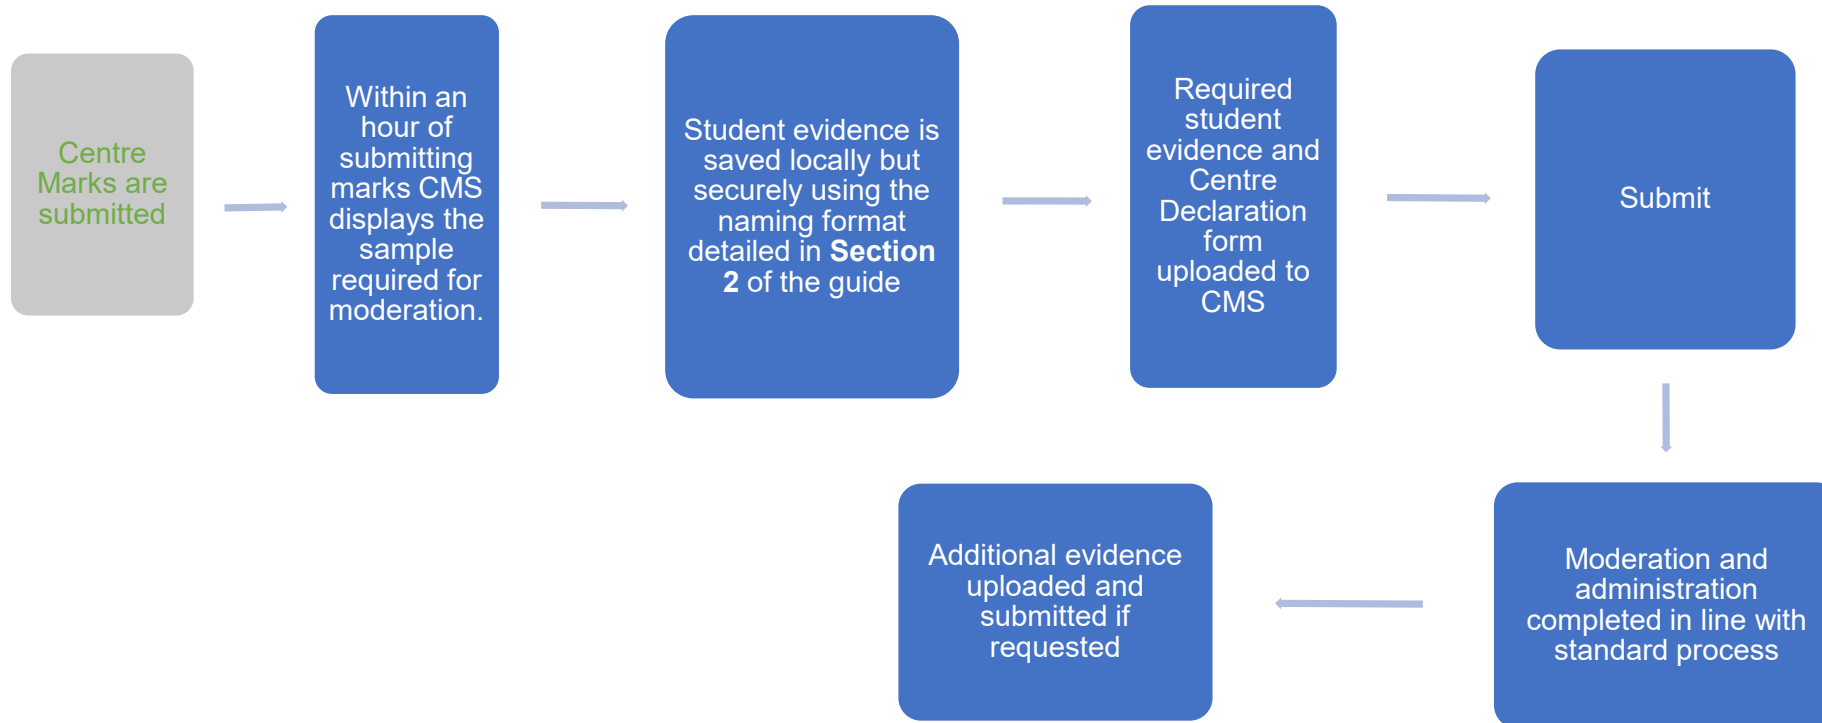 Centre
Marks are
submitted
Within an
hour of
submitting
marks CMS
displays the
sample
required for
moderation.
Student evidence is
saved locally but
securely using the
naming format
detailed in Section
2 of the guide
Required
student
evidence and
Centre
Declaration
form
uploaded to
CMS
Submit
Moderation and
administration
completed in line with
standard process
Additional evidence
uploaded and
submitted if
requested